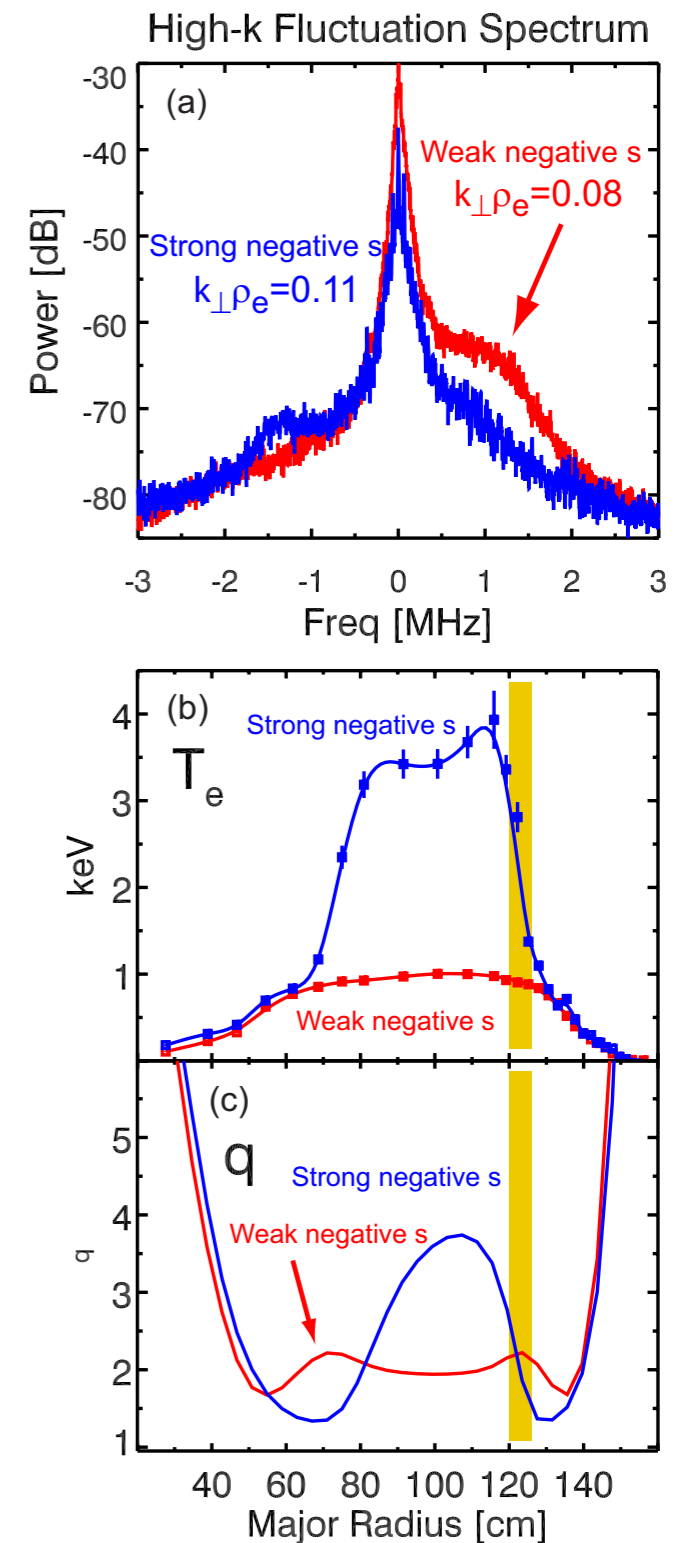 High-k Fluctuation Spectrum
(a)
-30
-40
-50
-60
-70
-80
Power [dB]
Weak negative s
k⊥ρe=0.08
Strong negative s
k⊥ρe=0.11
-3 -2 -1 0 1 2 3
Freq [MHz]
(b)
Strong negative s
Te
4
3
2
1
keV
Weak negative s
(c)
q
5
4
3
2
1
q
Strong negative s
Weak negative s
40 60 80 100 120 140
Major Radius [cm]